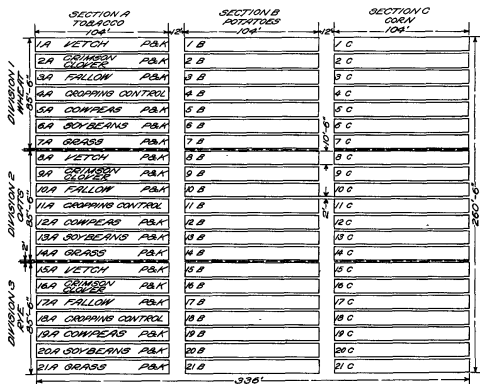 SECTION A SECTION B SECTION C
TOBACCO POTATOES CORN
104' 12' 104' 12' 104'
DIVISION 1
WHEAT
85'-6"
1A VETCH P&K 1 B 1 C
2A CRIMSON CLOVER P&K 2 B 2 C
3A FALLOW P&K 3 B 3 C
4A CROPPING CONTROL 4 B 4 C
5A COWPEAS P&K 5 B 5 C
6A SOYBEANS P&K 6 B 6 C
7A GRASS P&K 7 B 7 C
10'-6"
DIVISION 2
OATS
85'-6"
8A VETCH P&K 8 B 8 C
9A CRIMSON CLOVER P&K 9 B 9 C
10A FALLOW P&K 10 B 10 C
2'
11A CROPPING CONTROL 11 B 11 C
12A COWPEAS P&K 12 B 12 C
13A SOYBEANS P&K 13 B 13 C
14A GRASS P&K 14 B 14 C
2'
DIVISION 3
RYE
85'-6"
15A VETCH P&K 15 B 15 C
16A CRIMSON CLOVER P&K 16 B 16 C
17A FALLOW P&K 17 B 17 C
18A CROPPING CONTROL 18 B 18 C
19A COWPEAS P&K 19 B 19 C
20A SOYBEANS P&K 20 B 20 C
21A GRASS P&K 21 B 21 C
260'-6"
336'